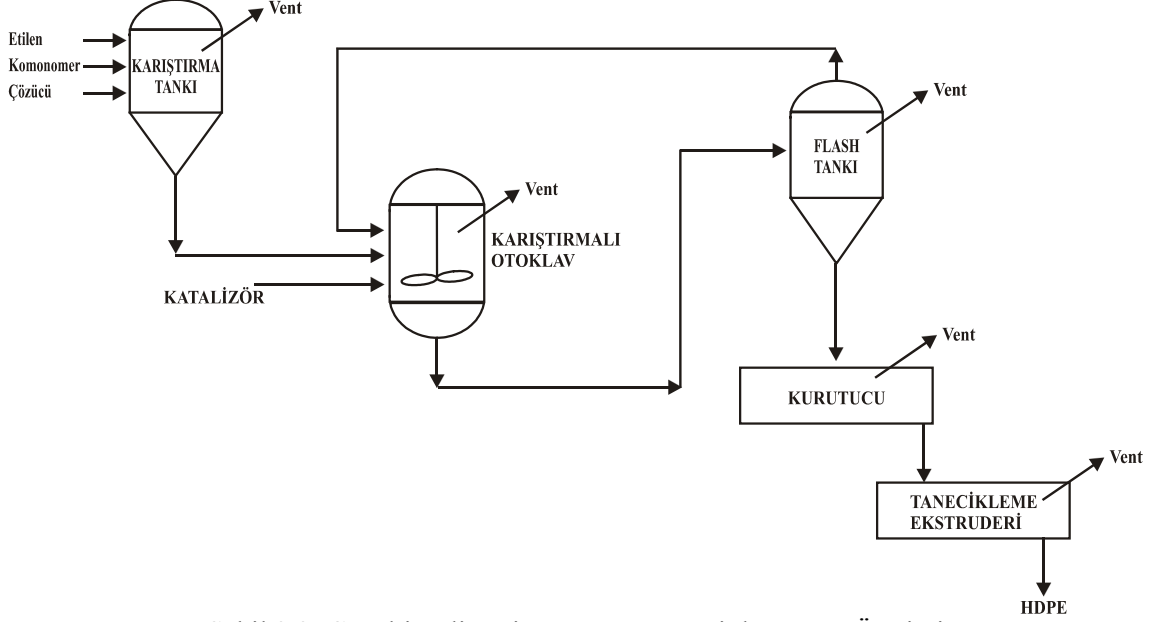 Vent
Etilen
Komonomer
Çözücü
KARIŞTIRMA
TANKI
Vent
FLASH
TANKI
Vent
KARIŞTIRMALI
OTOKLAV
KATALİZÖR
Vent
KURUTUCU
Vent
TANECİKLEME
EKSTRUDERİ
HDPE